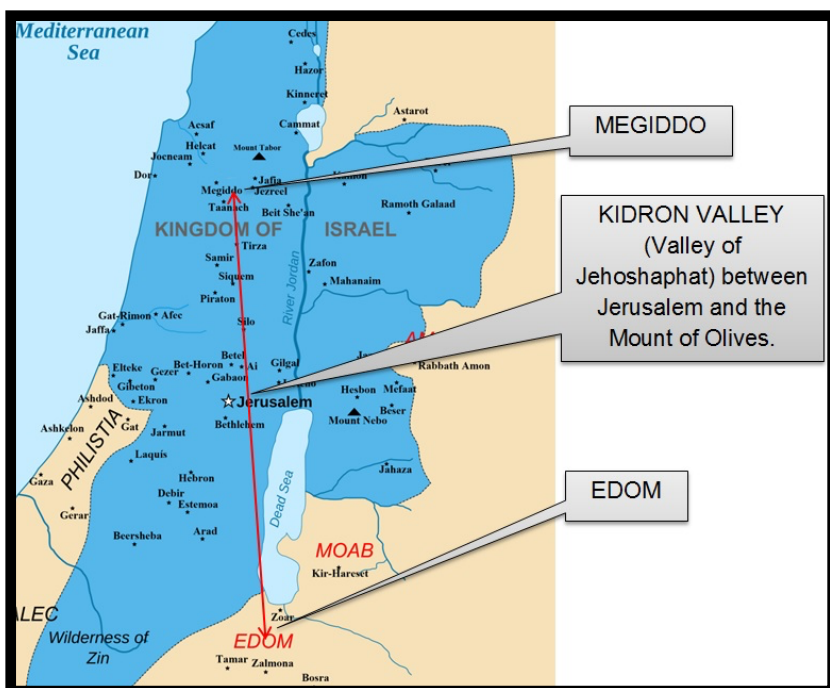 Mediterranean
Sea
Cedes
Hazor
Kinneret
Cammat
Astarot
Acsaf
Helcat
Mount Tabor
Jocneam
Dor
Jafia
Megiddo
Jezreel
Taanach
Beit She'an
Ramoth Galaad
KINGDOM OF ISRAEL
Tirza
Samir
Siquem
Zafon
Mahanaim
Piraton
River Jordan
Gat-Rimon
Afec
Jaffa
Silo
Betel
Ai
Gilgal
Rabbath Amon
Elteke
Gezer
Bet-Horon
Gabaon
Gibeton
Ekron
Hesbon
Mefaat
Ashdod
Jerusalem
Beser
Mount Nebo
Gat
Bethlehem
Ashkelon
Jarmut
PHILISTIA
Laquís
Jahaza
Gaza
Hebron
Debir
Estemoa
Dead Sea
Gerar
Beersheba
Arad
MOAB
Kir-Hareset
Zoar
ALEC
Wilderness of
Zin
EDOM
Tamar
Zalmona
Bosra
MEGIDDO
KIDRON VALLEY
(Valley of
Jehoshaphat) between
Jerusalem and the
Mount of Olives.
EDOM